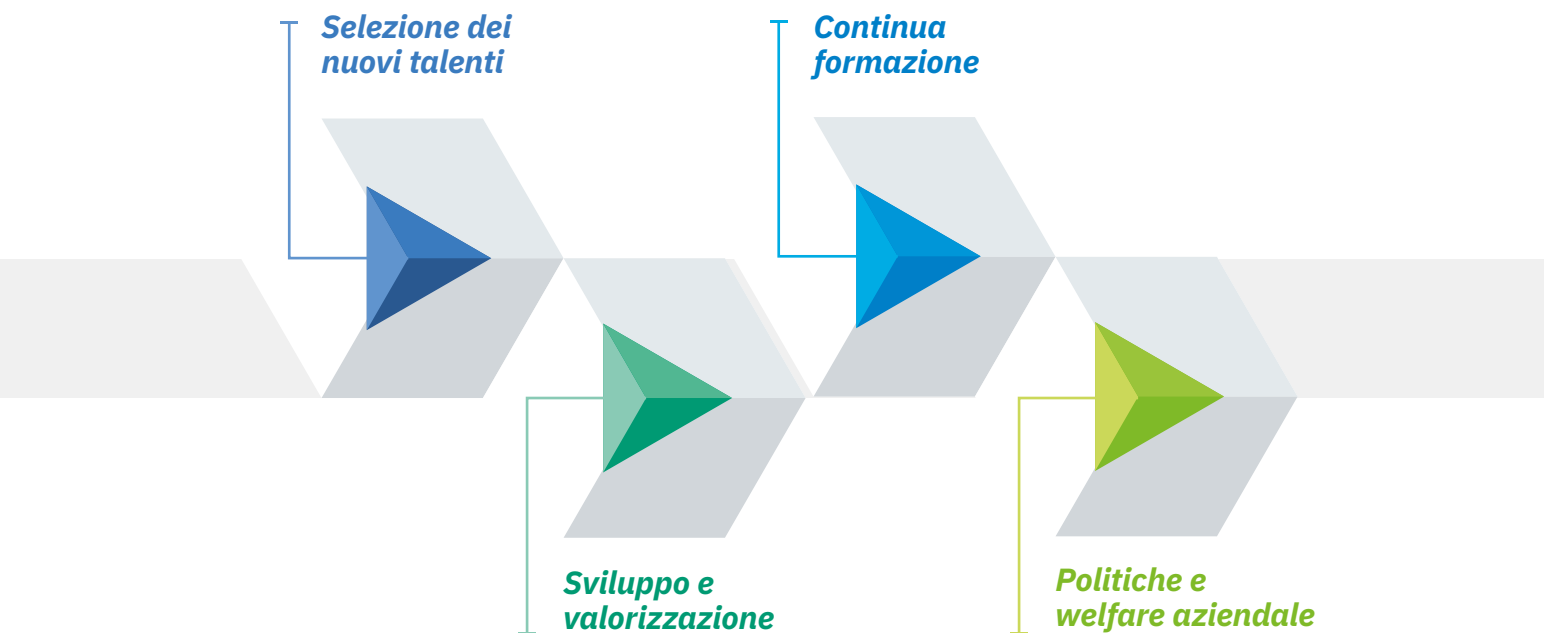 Selezione dei
nuovi talenti
Continua
formazione
Sviluppo e
valorizzazione
Politiche e
welfare aziendale